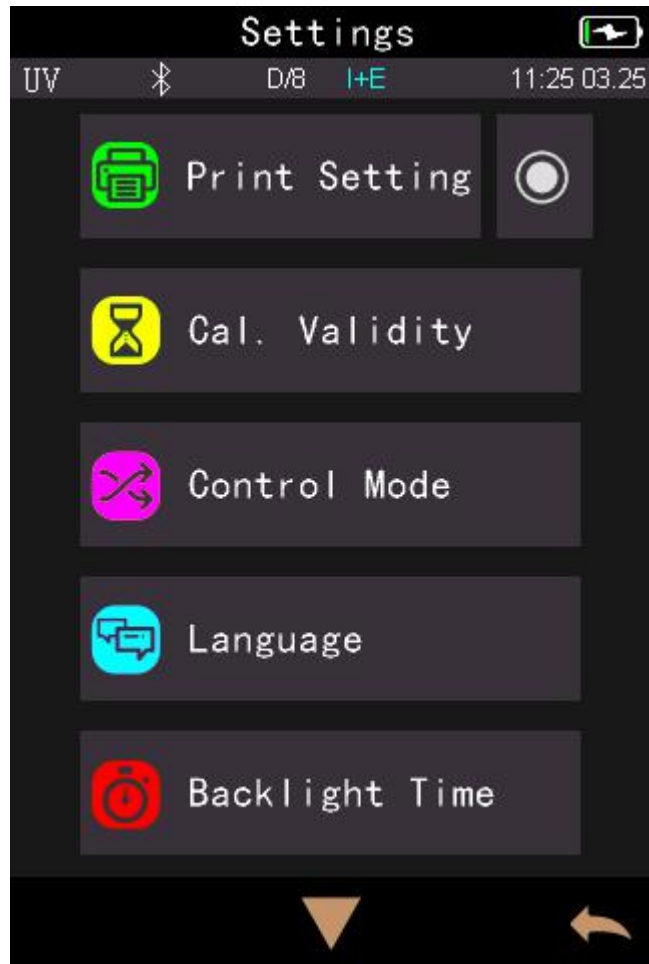 Settings
UV D/8 I+E 11:25 03.25
Print Setting
Cal. Validity
Control Mode
Language
Backlight Time